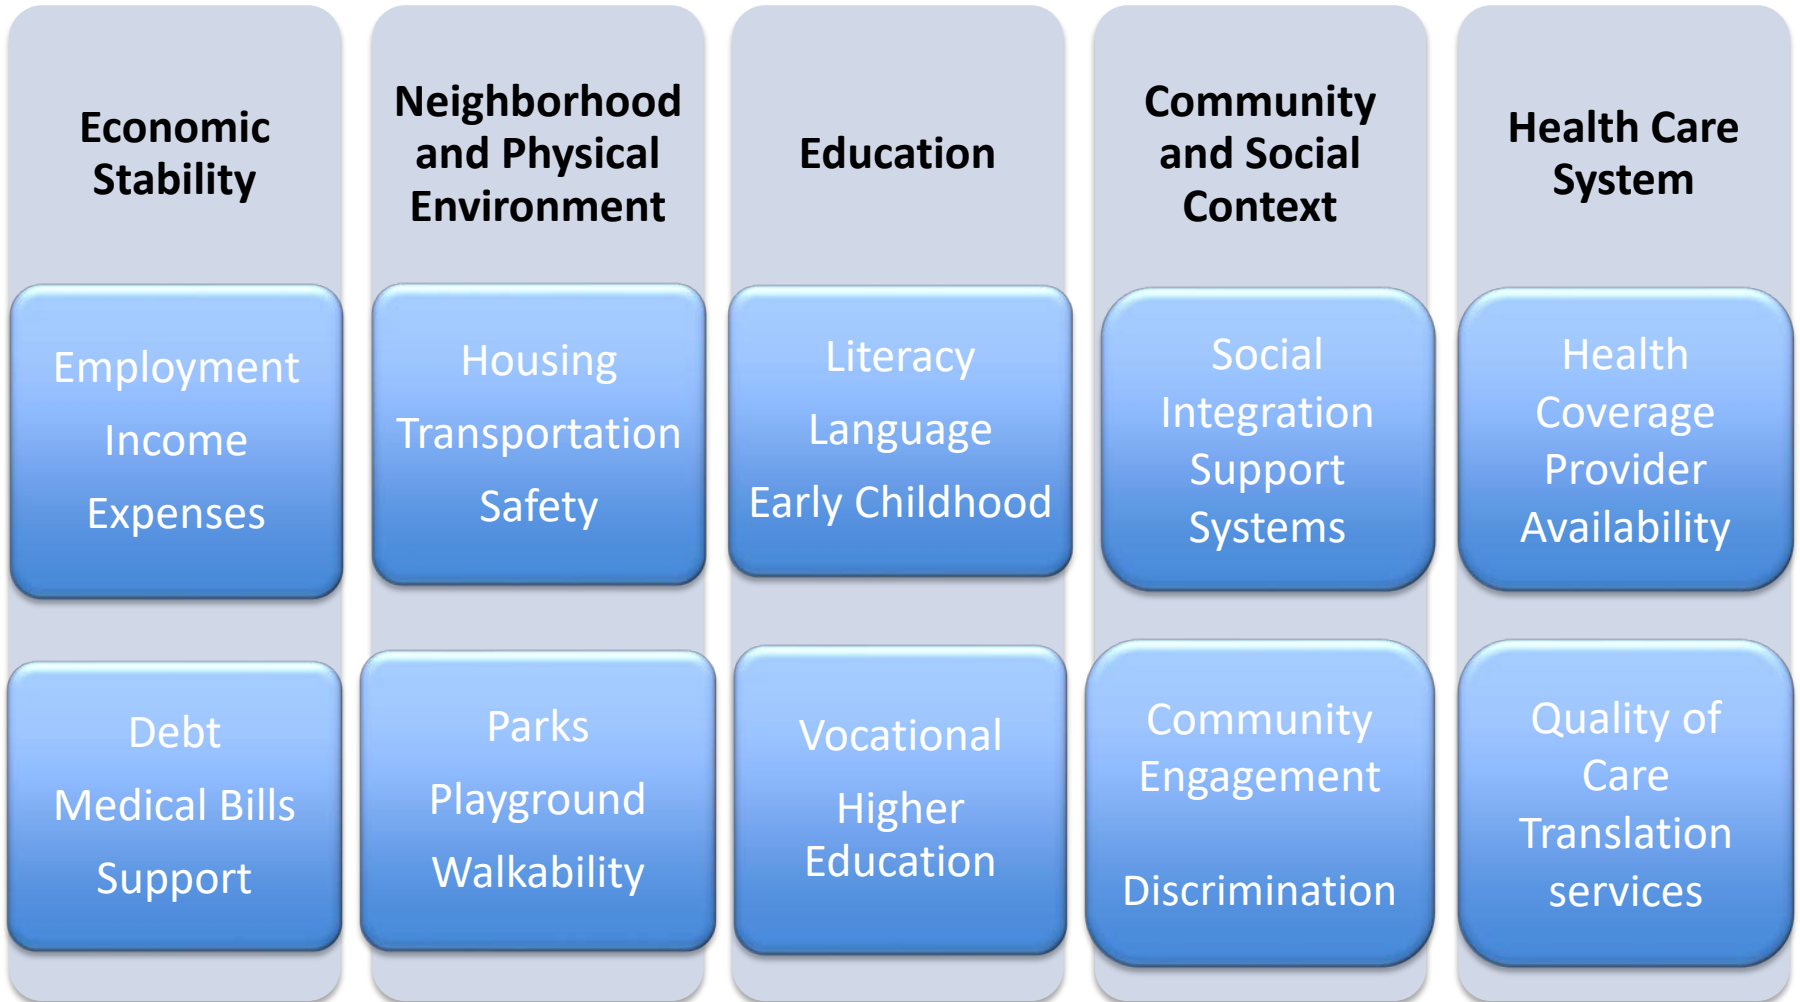 Economic
Stability
Employment
Income
Expenses
Debt
Medical Bills
Support
Neighborhood
and Physical
Environment
Housing
Transportation
Safety
Parks
Playground
Walkability
Education
Literacy
Language
Early Childhood
Vocational
Higher
Education
Community
and Social
Context
Social
Integration
Support
Systems
Community
Engagement
Discrimination
Health Care
System
Health
Coverage
Provider
Availability
Quality of
Care
Translation
services